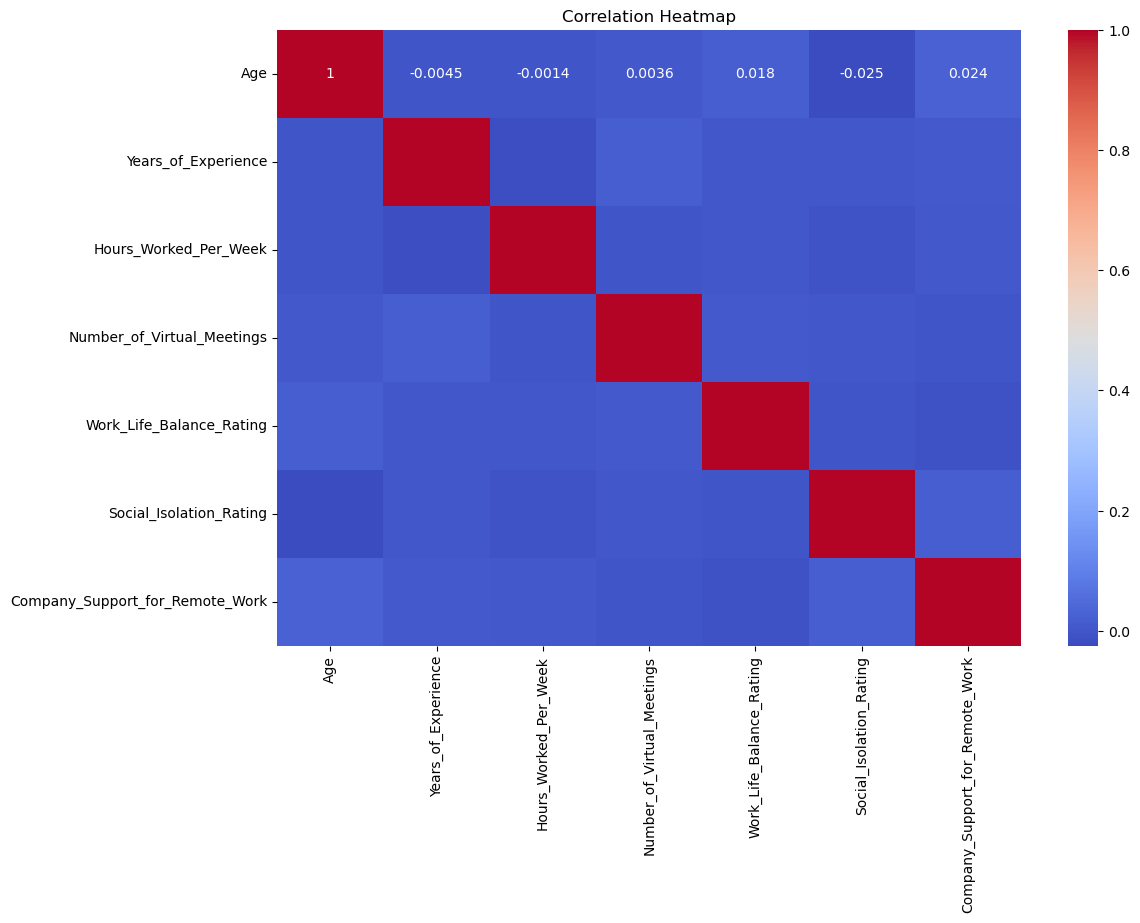 Correlation Heatmap
Age
1 -0.0045 -0.0014 0.0036 0.018 -0.025 0.024
Years_of_Experience
Hours_Worked_Per_Week
Number_of_Virtual_Meetings
Work_Life_Balance_Rating
Social_Isolation_Rating
Company_Support_for_Remote_Work
Age
Years_of_Experience
Hours_Worked_Per_Week
Number_of_Virtual_Meetings
Work_Life_Balance_Rating
Social_Isolation_Rating
Company_Support_for_Remote_Work
1.0
0.8
0.6
0.4
0.2
0.0